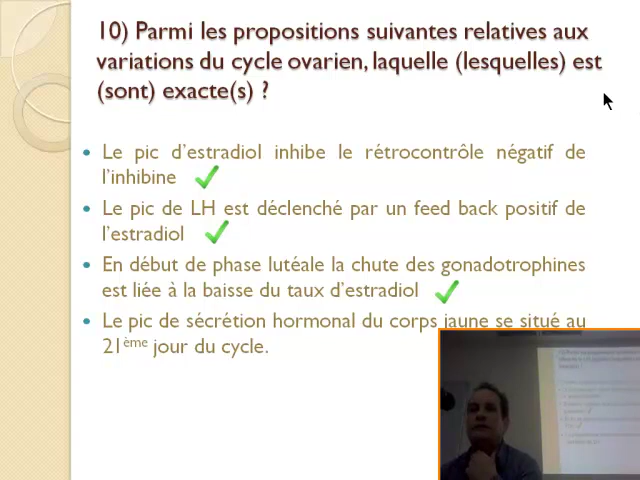 10) Parmi les propositions suivantes relatives aux
variations du cycle ovarien, laquelle (lesquelles) est
(sont) exacte(s) ?
• Le pic d'estradiol inhibe le rétrocontrôle négatif de
l'inhibine
• Le pic de LH est déclenché par un feed back positif de
l'estradiol
• En début de phase lutéale la chute des gonadotrophines
est liée à la baisse du taux d'estradiol
• Le pic de sécrétion hormonal du corps jaune se situé au
21ème jour du cycle.